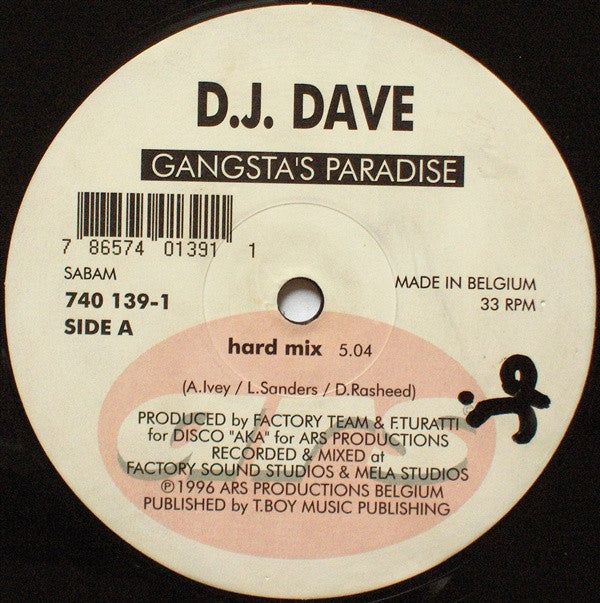 D.J. DAVE
GANGSTA'S PARADISE
7 86574 01391 1
SABAM
740 139-1
SIDE A
MADE IN BELGIUM
33 RPM
hard mix 5.04
(A.Ivey / L.Sanders / D.Rasheed)
PRODUCED by FACTORY TEAM & F.TURATTI
for DISCO "AKA" for ARS PRODUCTIONS
RECORDED & MIXED at
FACTORY SOUND STUDIOS & MELA STUDIOS
℗1996 ARS PRODUCTIONS BELGIUM
PUBLISHED by T.BOY MUSIC PUBLISHING
ars